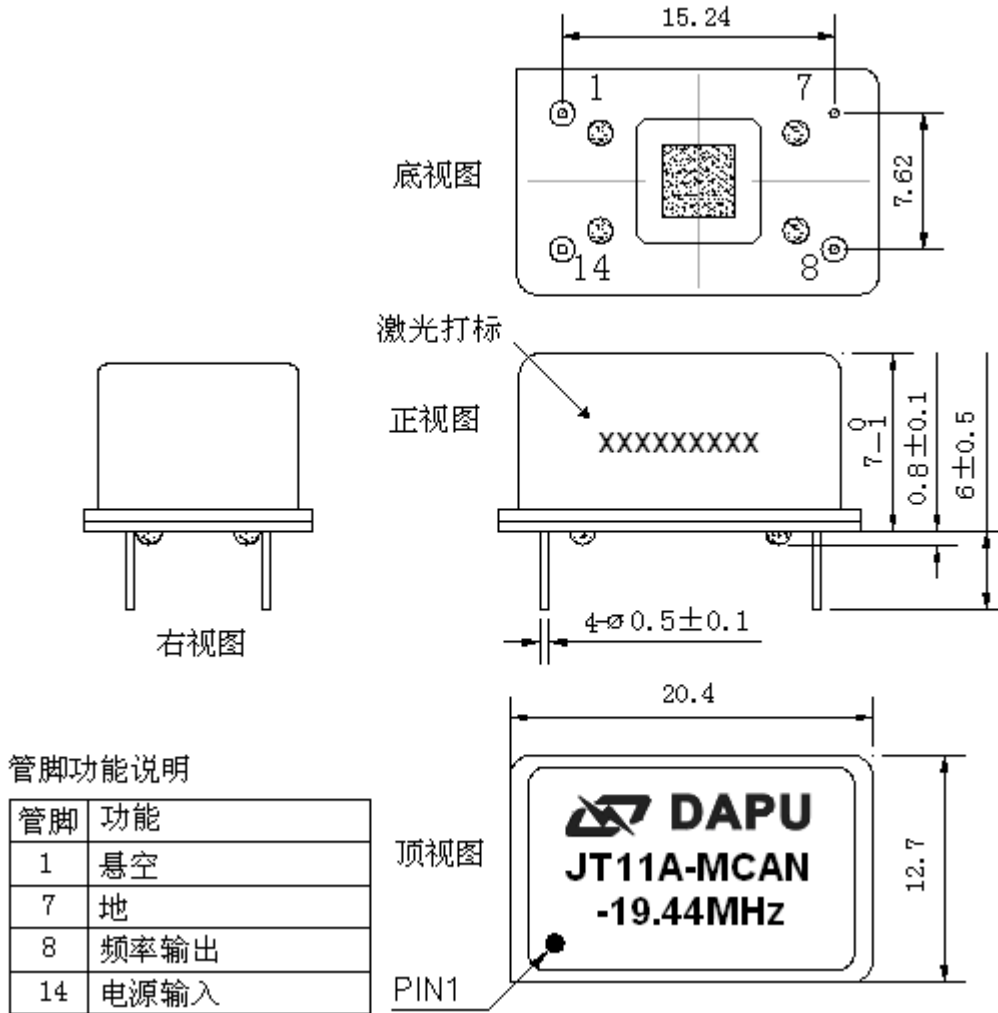 15.24
1
7
底视图
7.62
14
8
激光打标
正视图
XXXXXXXXX
7 0 -1
0.8±0.1
6±0.5
右视图
4-ø0.5±0.1
20.4
管脚功能说明
管脚 功能
1 悬空
7 地
8 频率输出
14 电源输入
顶视图
DAPU
JT11A-MCAN
-19.44MHz
12.7
PIN1